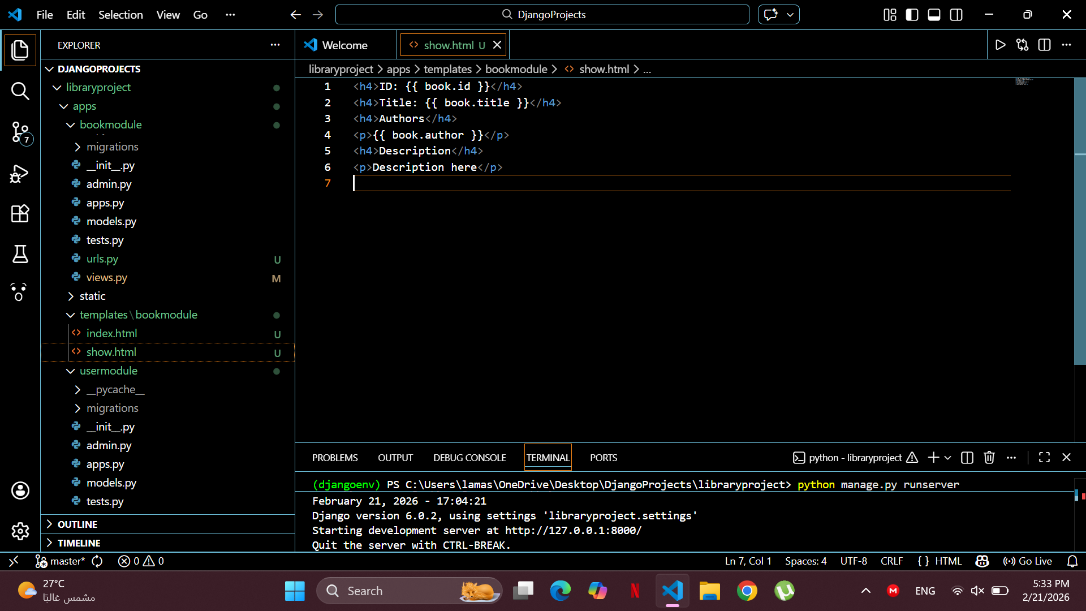 File Edit Selection View Go ···
DjangoProjects
EXPLORER ···
Welcome
show.html U
DJANGOPROJECTS
libraryproject > apps > templates > bookmodule > show.html > ...
libraryproject
apps
bookmodule
migrations
__init__.py
admin.py
apps.py
models.py
tests.py
urls.py U
views.py M
static
templates\bookmodule
index.html U
show.html U
usermodule
__pycache__
migrations
__init__.py
admin.py
apps.py
models.py
tests.py
OUTLINE
TIMELINE
7
1 <h4>ID: {{ book.id }}</h4>
2 <h4>Title: {{ book.title }}</h4>
3 <h4>Authors</h4>
4 <p>{{ book.author }}</p>
5 <h4>Description</h4>
6 <p>Description here</p>
7
PROBLEMS OUTPUT DEBUG CONSOLE TERMINAL PORTS
python - libraryproject
(djangoenv) PS C:\Users\lamas\OneDrive\Desktop\DjangoProjects\libraryproject> python manage.py runserver
February 21, 2026 - 17:04:21
Django version 6.0.2, using settings 'libraryproject.settings'
Starting development server at http://127.0.0.1:8000/
Quit the server with CTRL-BREAK.
master* 0 0
Ln 7, Col 1 Spaces: 4 UTF-8 CRLF { } HTML Go Live
27°C
مشمس غالبًا
Search
ENG
5:33 PM
2/21/2026